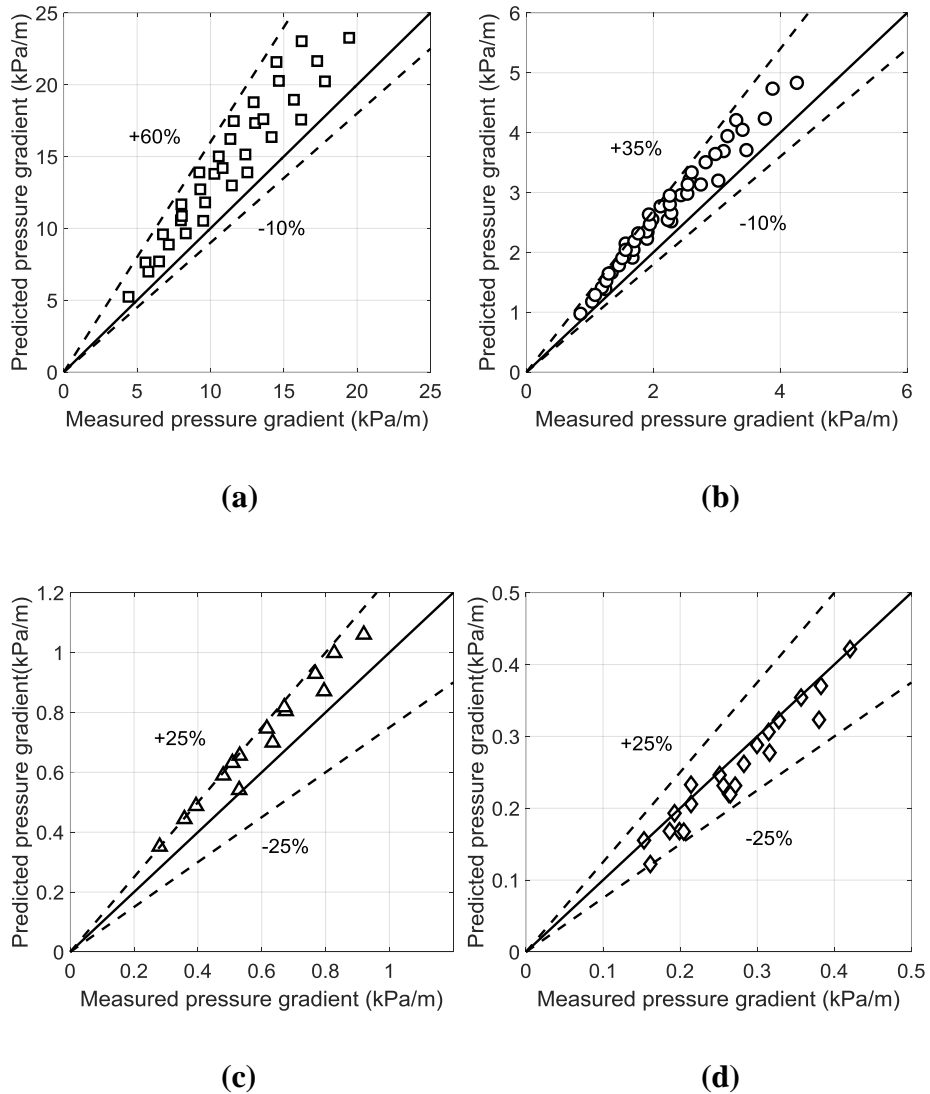 Predicted pressure gradient (kPa/m)
25
20
15
10
5
0
+60%
-10%
0 5 10 15 20 25
Measured pressure gradient (kPa/m)
(a)
Predicted pressure gradient (kPa/m)
6
5
4
3
2
1
0
+35%
-10%
0 2 4 6
Measured pressure gradient (kPa/m)
(b)
Predicted pressure gradient(kPa/m)
1.2
1
0.8
0.6
0.4
0.2
0
+25%
-25%
0 0.2 0.4 0.6 0.8 1
Measured pressure gradient (kPa/m)
(c)
Predicted pressure gradient (kPa/m)
0.5
0.4
0.3
0.2
0.1
0
+25%
-25%
0 0.1 0.2 0.3 0.4 0.5
Measured pressure gradient (kPa/m)
(d)